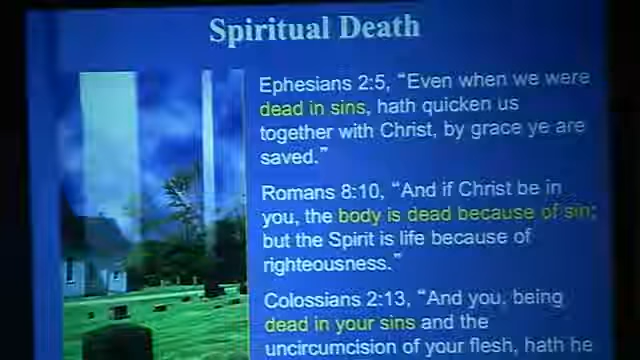 Spiritual Death
Ephesians 2:5, “Even when we were
dead in sins, hath quicken us
together with Christ, by grace ye are
saved.”
Romans 8:10, “And if Christ be in
you, the body is dead because of sin;
but the Spirit is life because of
righteousness.”
Colossians 2:13, “And you, being
dead in your sins and the
uncircumcision of your flesh, hath he